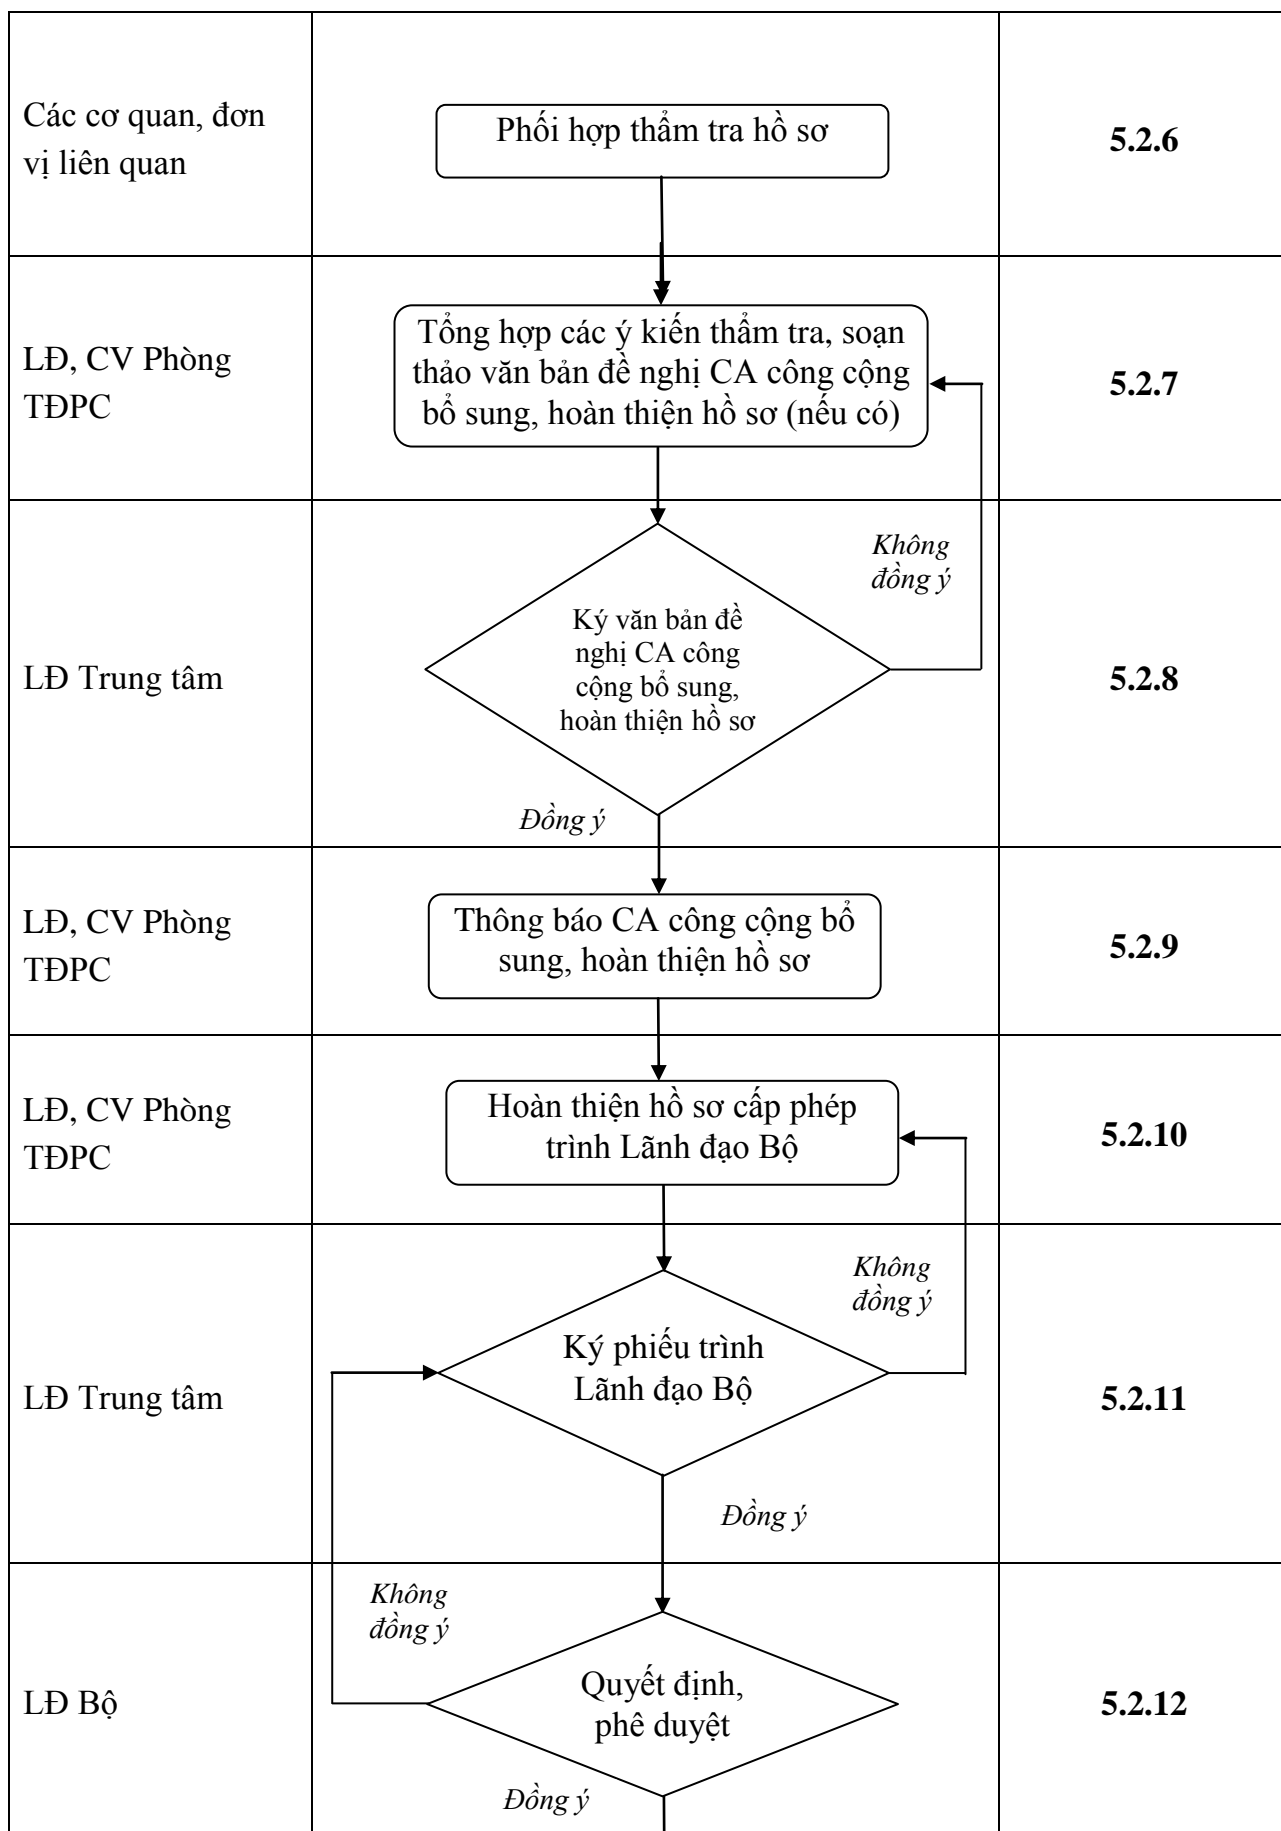 Các cơ quan, đơn
vị liên quan
Phối hợp thẩm tra hồ sơ
5.2.6
LĐ, CV Phòng
TĐPC
Tổng hợp các ý kiến thẩm tra, soạn
thảo văn bản đề nghị CA công cộng
bổ sung, hoàn thiện hồ sơ (nếu có)
5.2.7
LĐ Trung tâm
Ký văn bản đề
nghị CA công
cộng bổ sung,
hoàn thiện hồ sơ
Không
đồng ý
Đồng ý
5.2.8
LĐ, CV Phòng
TĐPC
Thông báo CA công cộng bổ
sung, hoàn thiện hồ sơ
5.2.9
LĐ, CV Phòng
TĐPC
Hoàn thiện hồ sơ cấp phép
trình Lãnh đạo Bộ
5.2.10
LĐ Trung tâm
Ký phiếu trình
Lãnh đạo Bộ
Không
đồng ý
Đồng ý
5.2.11
LĐ Bộ
Không
đồng ý
Quyết định,
phê duyệt
Đồng ý
5.2.12